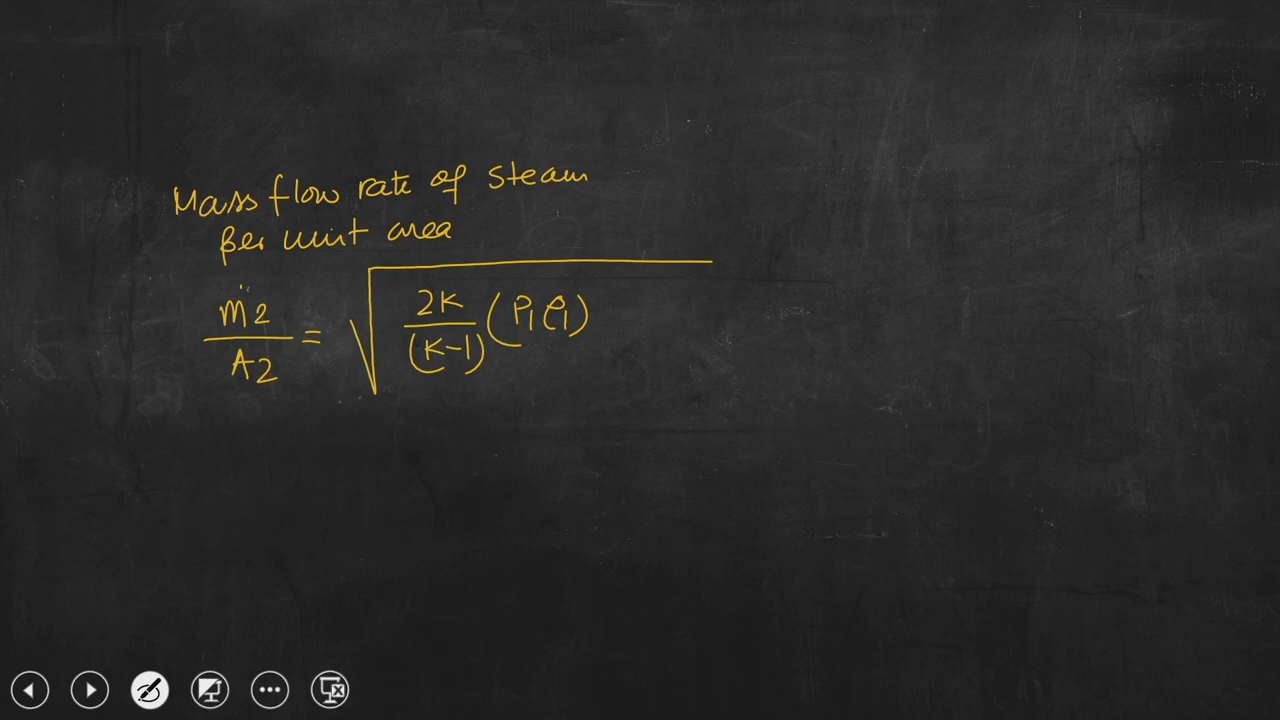 Mass flow rate of steam
per unit area
ṁ2/A2 = √(2K/(K-1) (P1ρ1)